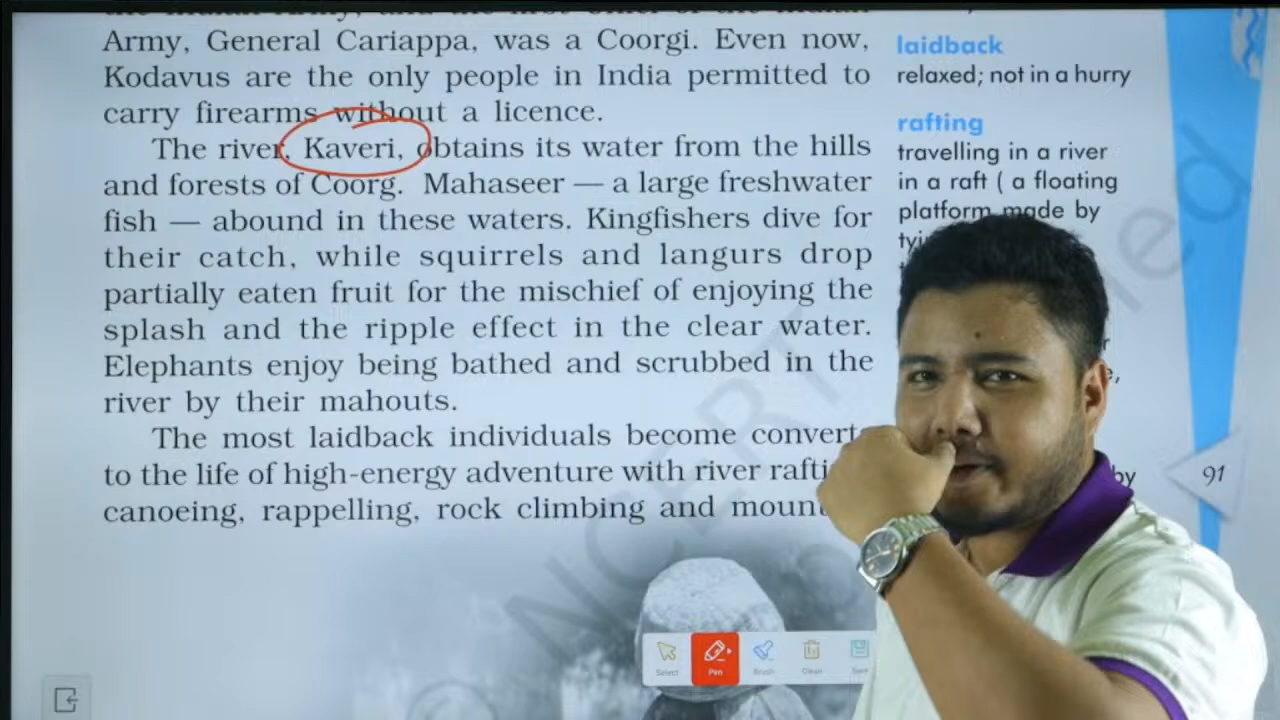 Army, General Cariappa, was a Coorgi. Even now,
Kodavus are the only people in India permitted to
carry firearms without a licence.
The river, Kaveri, obtains its water from the hills
and forests of Coorg. Mahaseer — a large freshwater
fish — abound in these waters. Kingfishers dive for
their catch, while squirrels and langurs drop
partially eaten fruit for the mischief of enjoying the
splash and the ripple effect in the clear water.
Elephants enjoy being bathed and scrubbed in the
river by their mahouts.
The most laidback individuals become
to the life of high-energy adventure with river
canoeing, rappelling, rock climbing and
laidback
relaxed; not in a hurry
rafting
travelling in a river
in a raft ( a floating
platform made by
by
91
NCERT
Select
Pen
Brush
Clear
Save